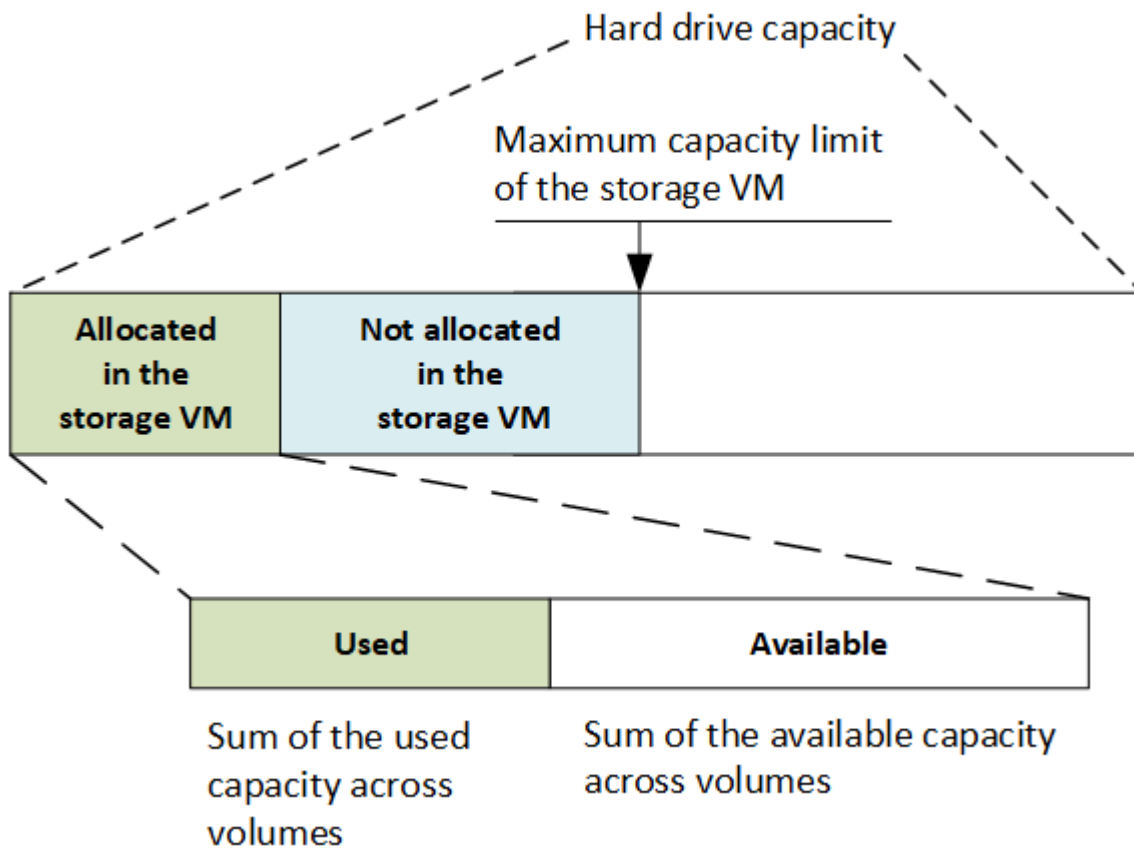 Hard drive capacity
Maximum capacity limit
of the storage VM
Allocated
in the
storage VM
Not allocated
in the
storage VM
Used
Available
Sum of the used
capacity across
volumes
Sum of the available capacity
across volumes